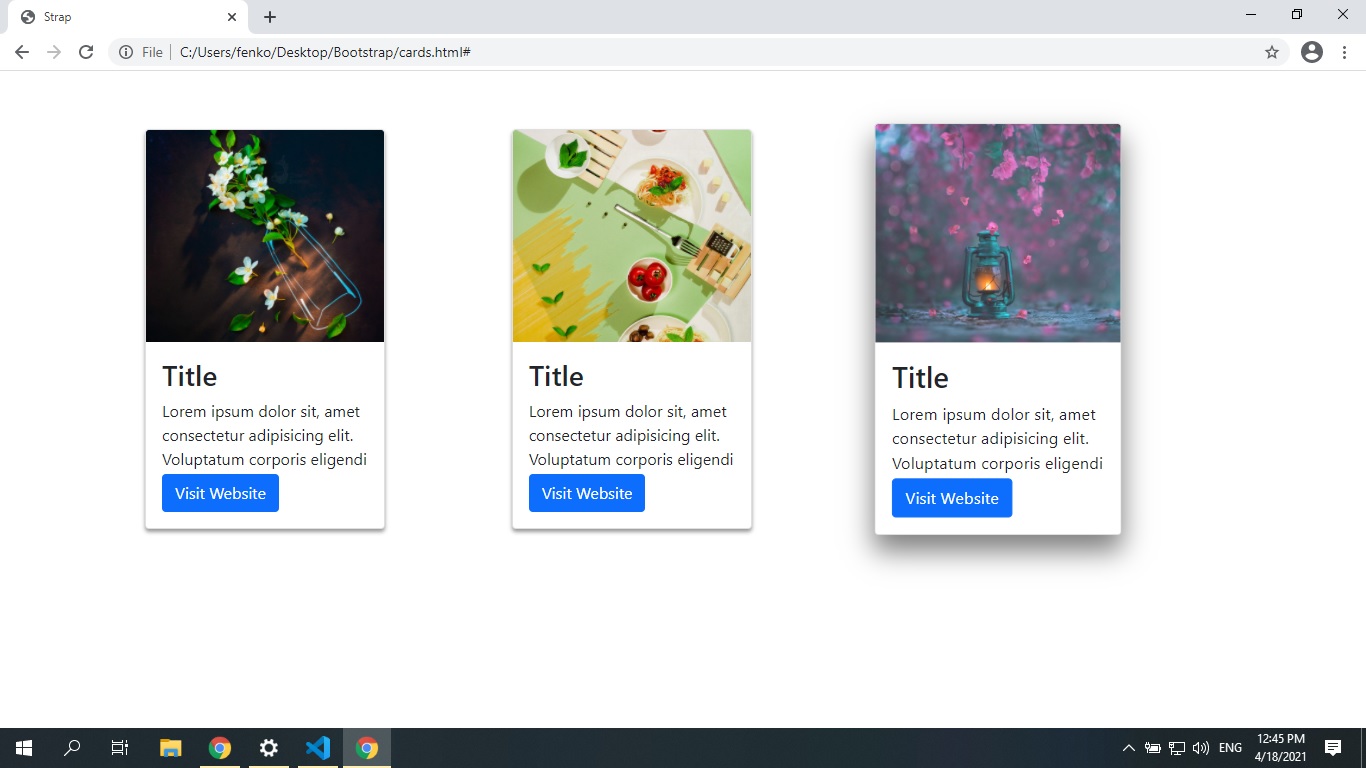 Strap
File
C:/Users/fenko/Desktop/Bootstrap/cards.html#
Title
Lorem ipsum dolor sit, amet
consectetur adipisicing elit.
Voluptatum corporis eligendi
Visit Website
Title
Lorem ipsum dolor sit, amet
consectetur adipisicing elit.
Voluptatum corporis eligendi
Visit Website
Title
Lorem ipsum dolor sit, amet
consectetur adipisicing elit.
Voluptatum corporis eligendi
Visit Website
ENG
12:45 PM
4/18/2021